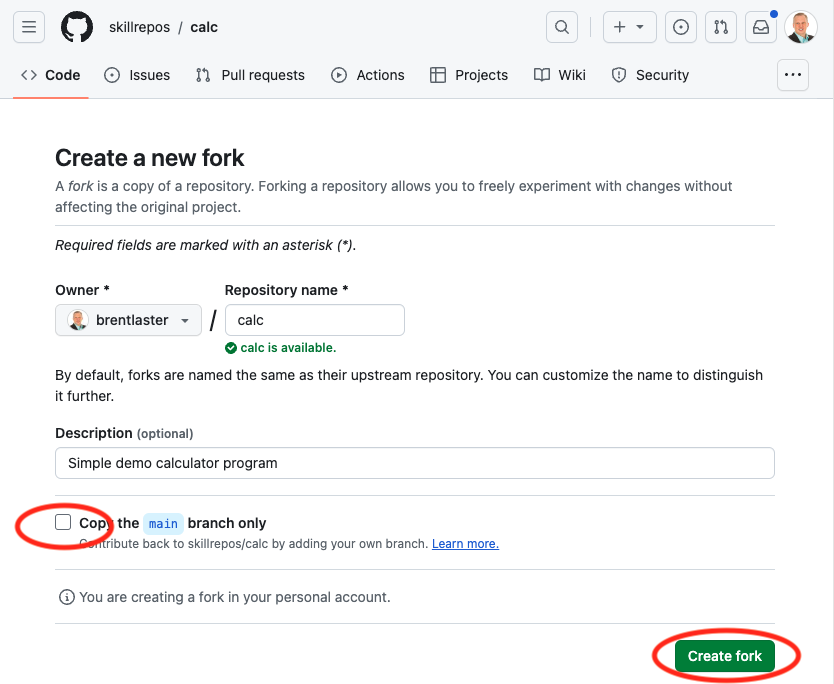 skillrepos / calc
Code Issues Pull requests Actions Projects Wiki Security
Create a new fork
A fork is a copy of a repository. Forking a repository allows you to freely experiment with changes without
affecting the original project.
Required fields are marked with an asterisk (*).
Owner * Repository name *
brentlaster / calc
calc is available.
By default, forks are named the same as their upstream repository. You can customize the name to distinguish
it further.
Description (optional)
Simple demo calculator program
Copy the main branch only
Contribute back to skillrepos/calc by adding your own branch. Learn more.
You are creating a fork in your personal account.
Create fork